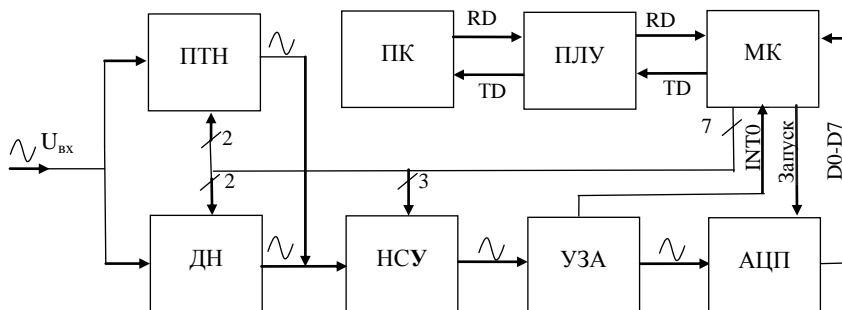 RD
RD
ПТН
ПК
ПЛУ
МК
TD
TD
Uвх
2
7
INT0
Запуск
D0-D7
2
3
ДН
НСУ
УЗА
АЦП